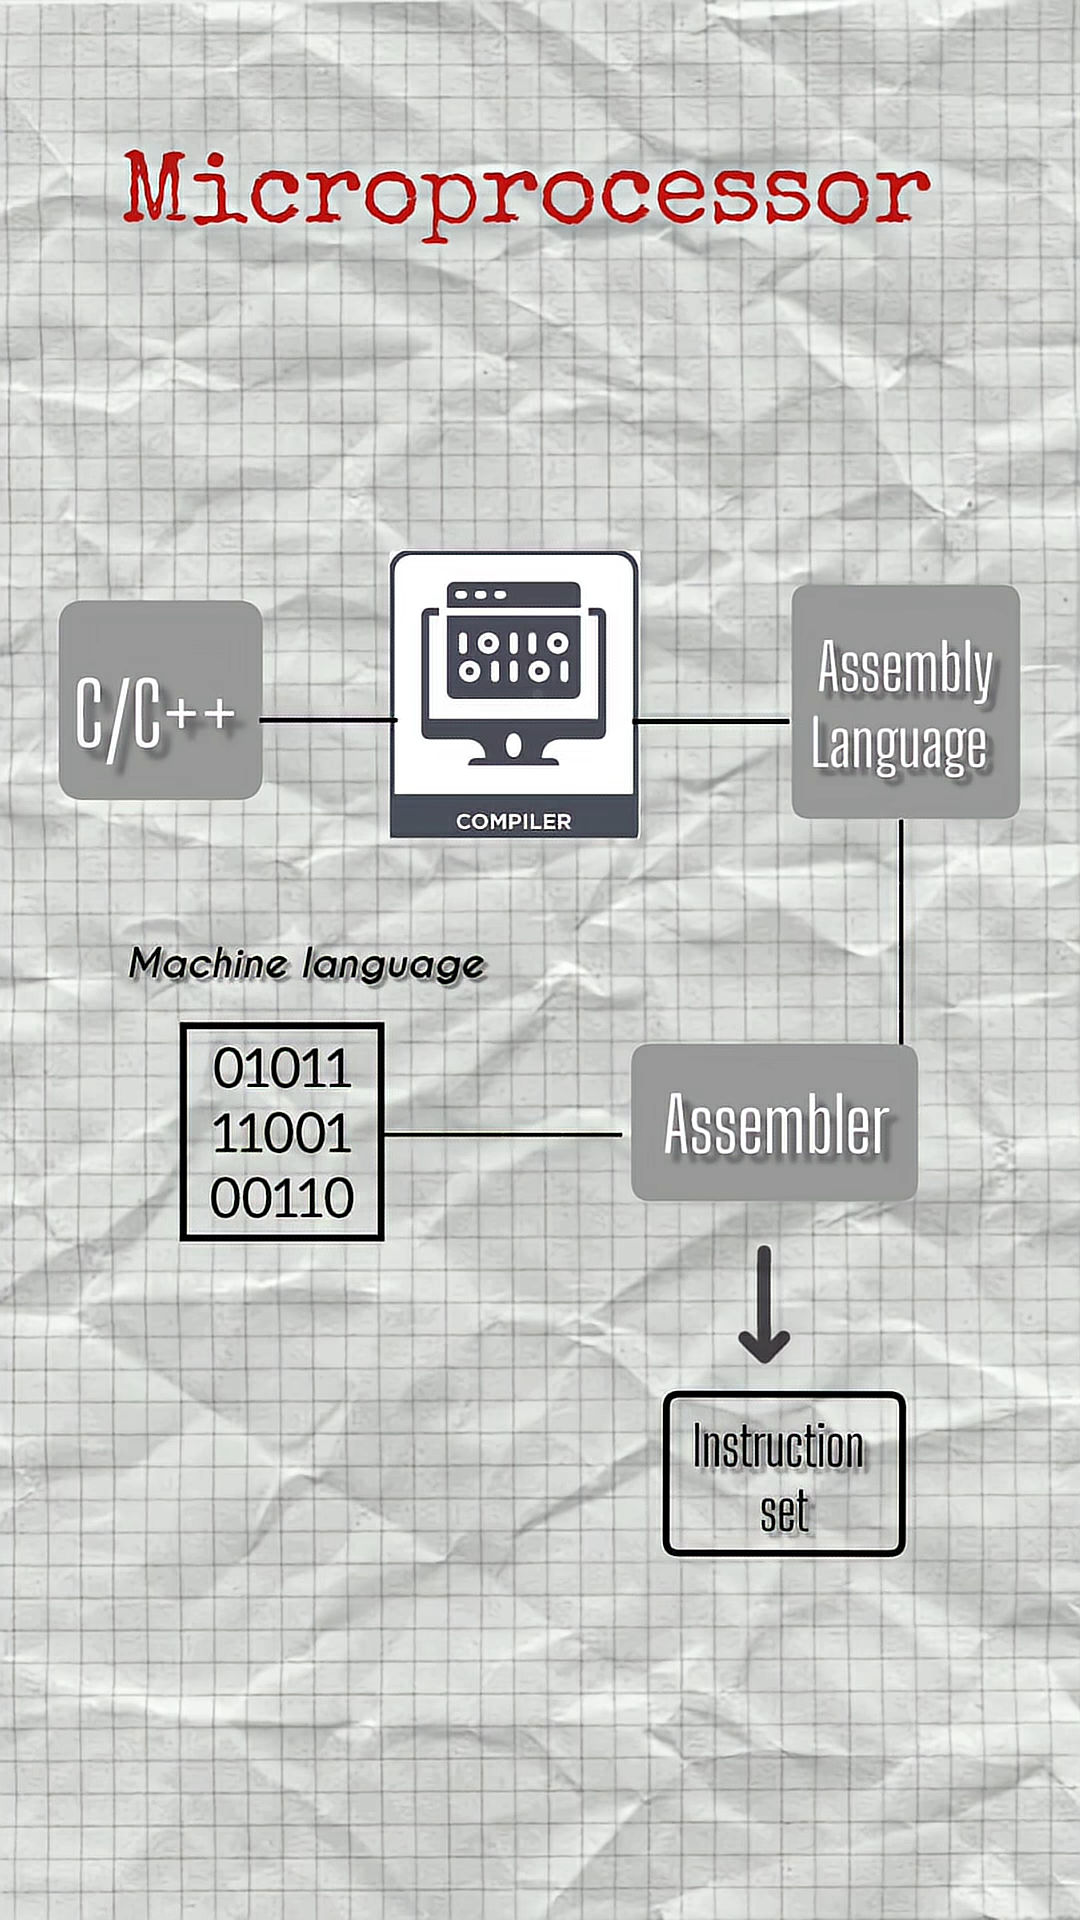 Microprocessor
C/C++
10110
01101
COMPILER
Assembly
Language
Machine language
01011
11001
00110
Assembler
Instruction
set